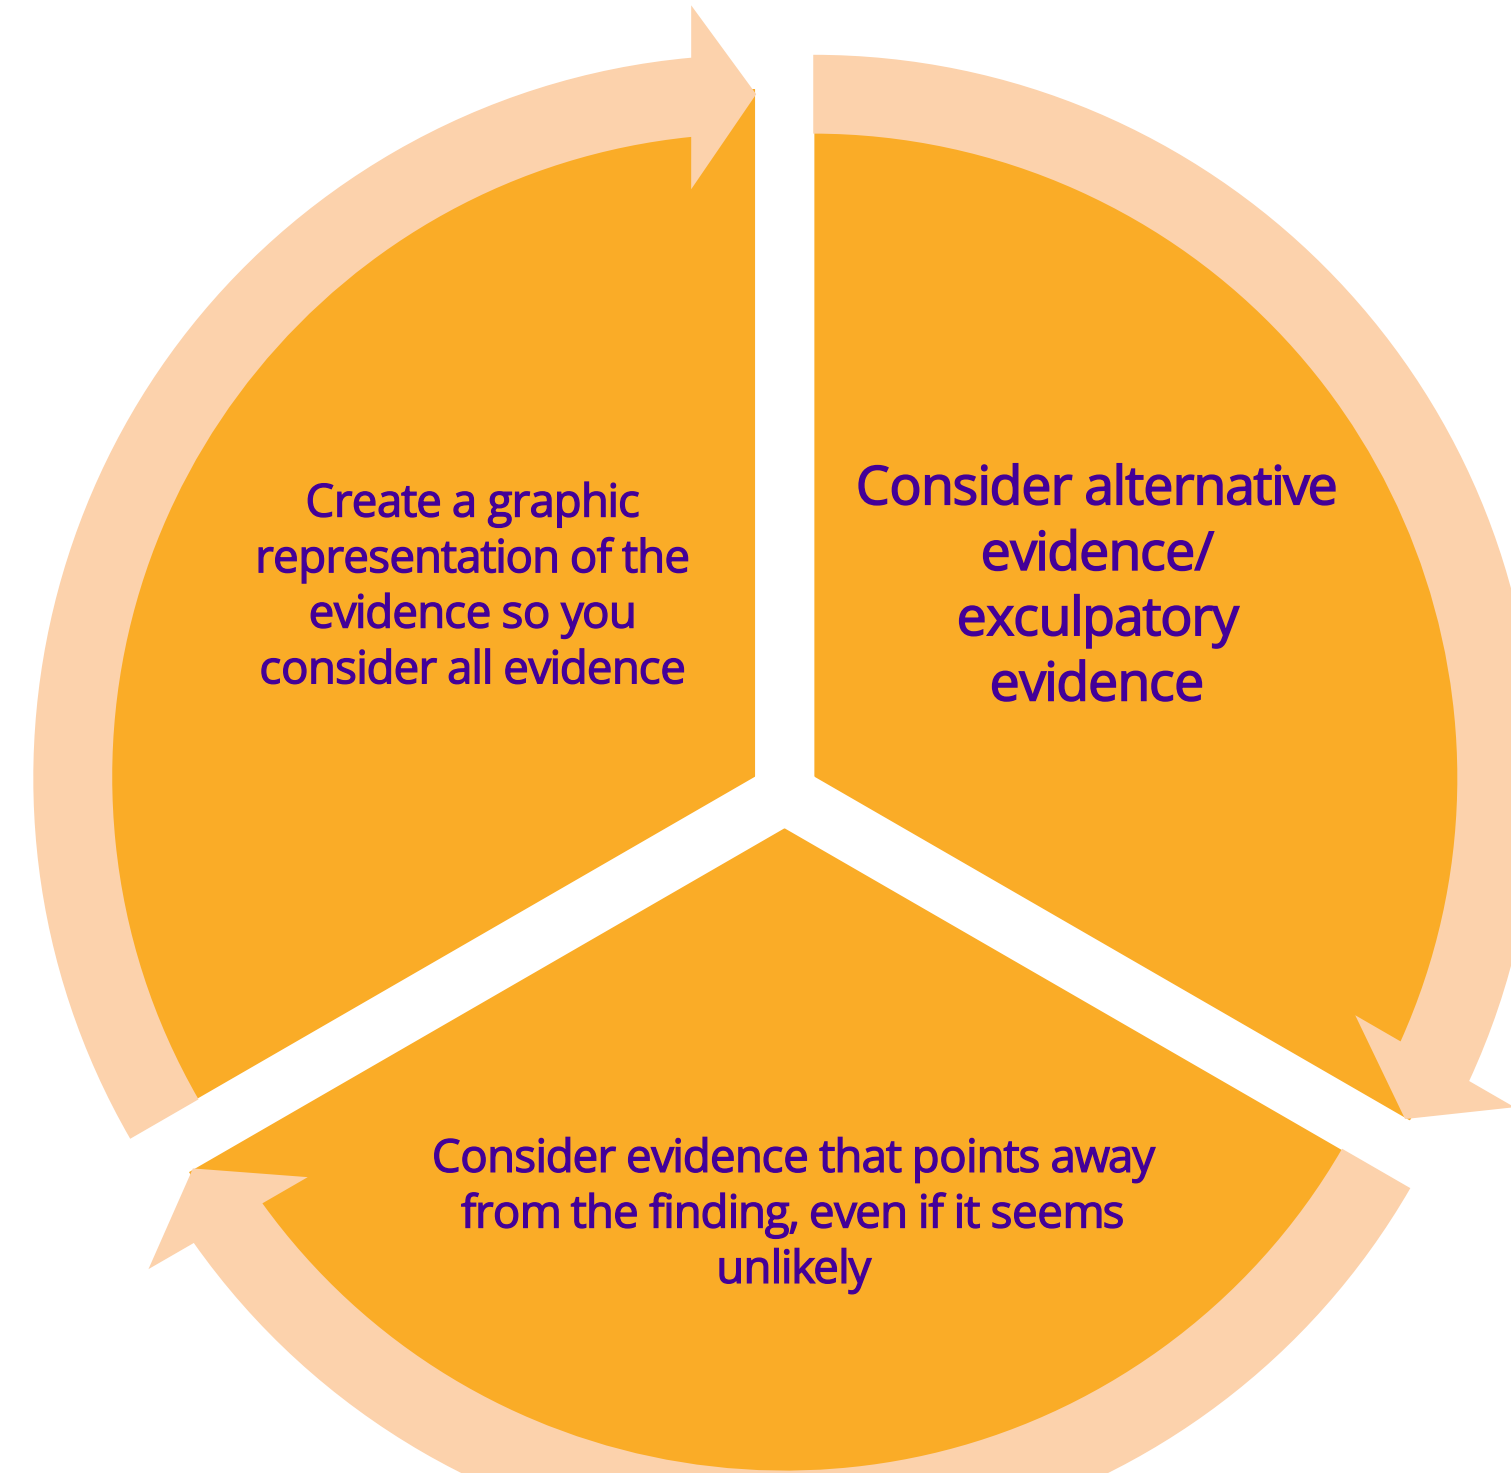 Create a graphic
representation of the
evidence so you
consider all evidence
Consider alternative
evidence/
exculpatory
evidence
Consider evidence that points away
from the finding, even if it seems
unlikely